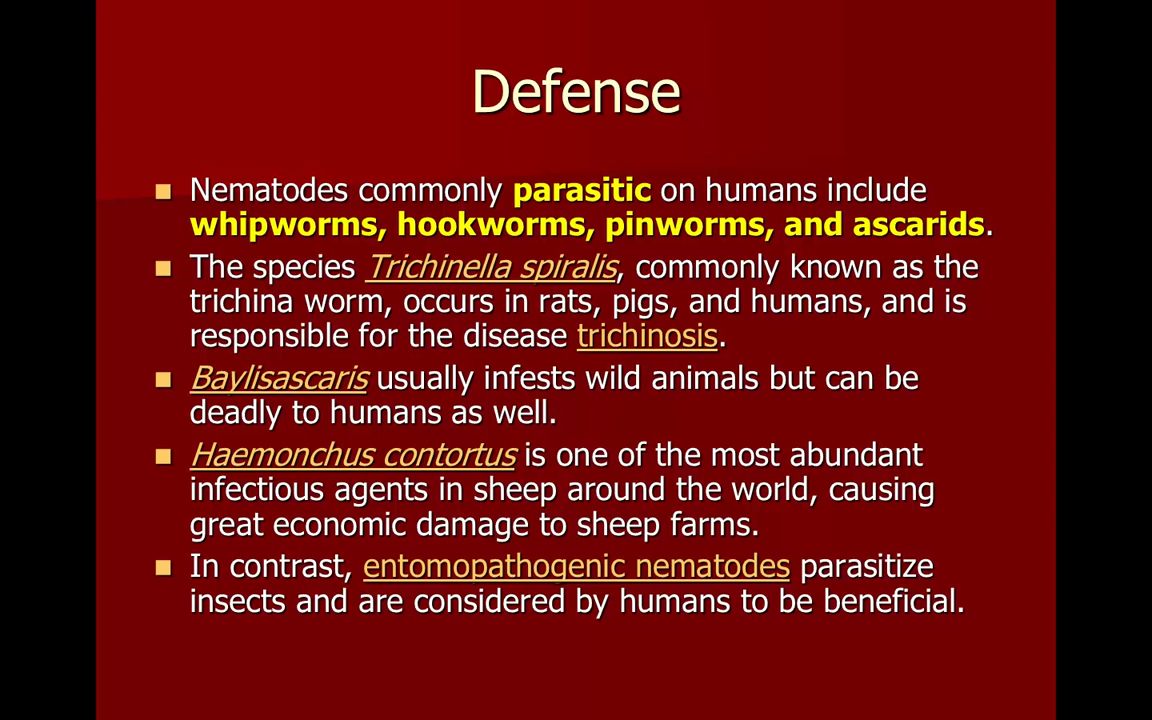 Defense
Nematodes commonly parasitic on humans include
whipworms, hookworms, pinworms, and ascarids.
The species Trichinella spiralis, commonly known as the
trichina worm, occurs in rats, pigs, and humans, and is
responsible for the disease trichinosis.
Baylisascaris usually infests wild animals but can be
deadly to humans as well.
Haemonchus contortus is one of the most abundant
infectious agents in sheep around the world, causing
great economic damage to sheep farms.
In contrast, entomopathogenic nematodes parasitize
insects and are considered by humans to be beneficial.